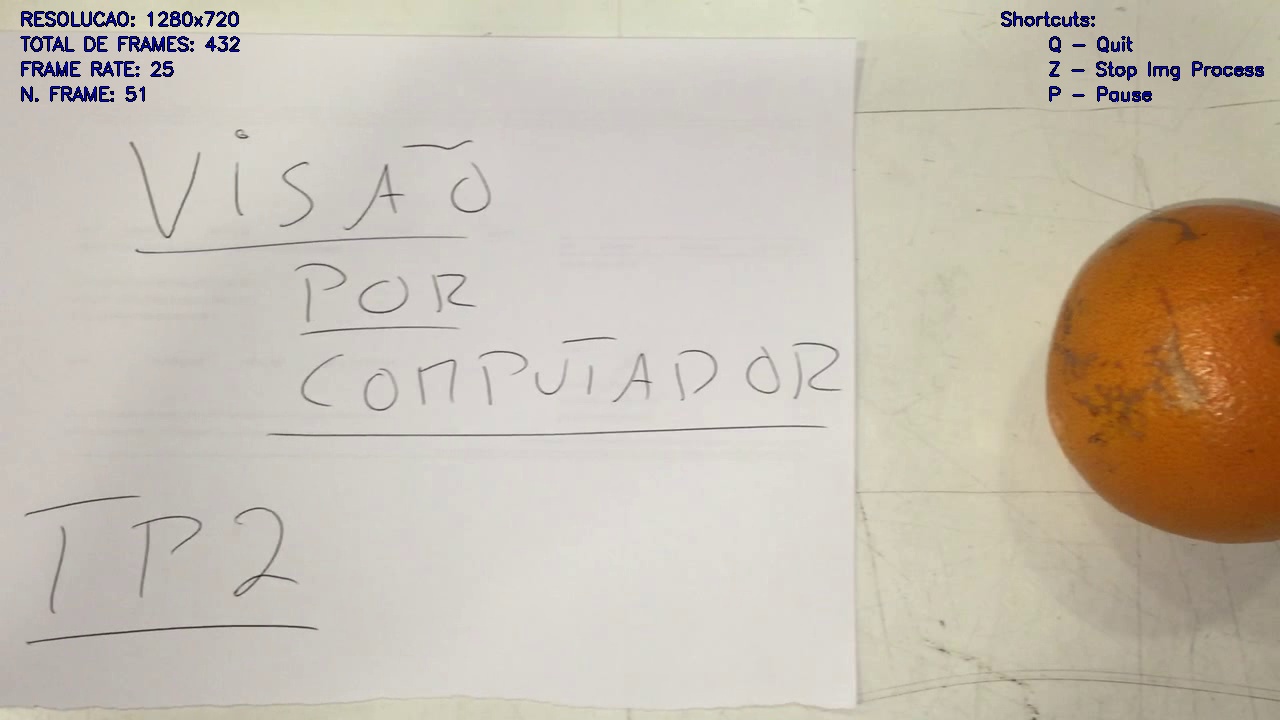 RESOLUCAO: 1280x720
TOTAL DE FRAMES: 432
FRAME RATE: 25
N. FRAME: 51
Shortcuts:
Q - Quit
Z - Stop Img Process
P - Pause
VISÃO
POR
COMPUTADOR
TP2